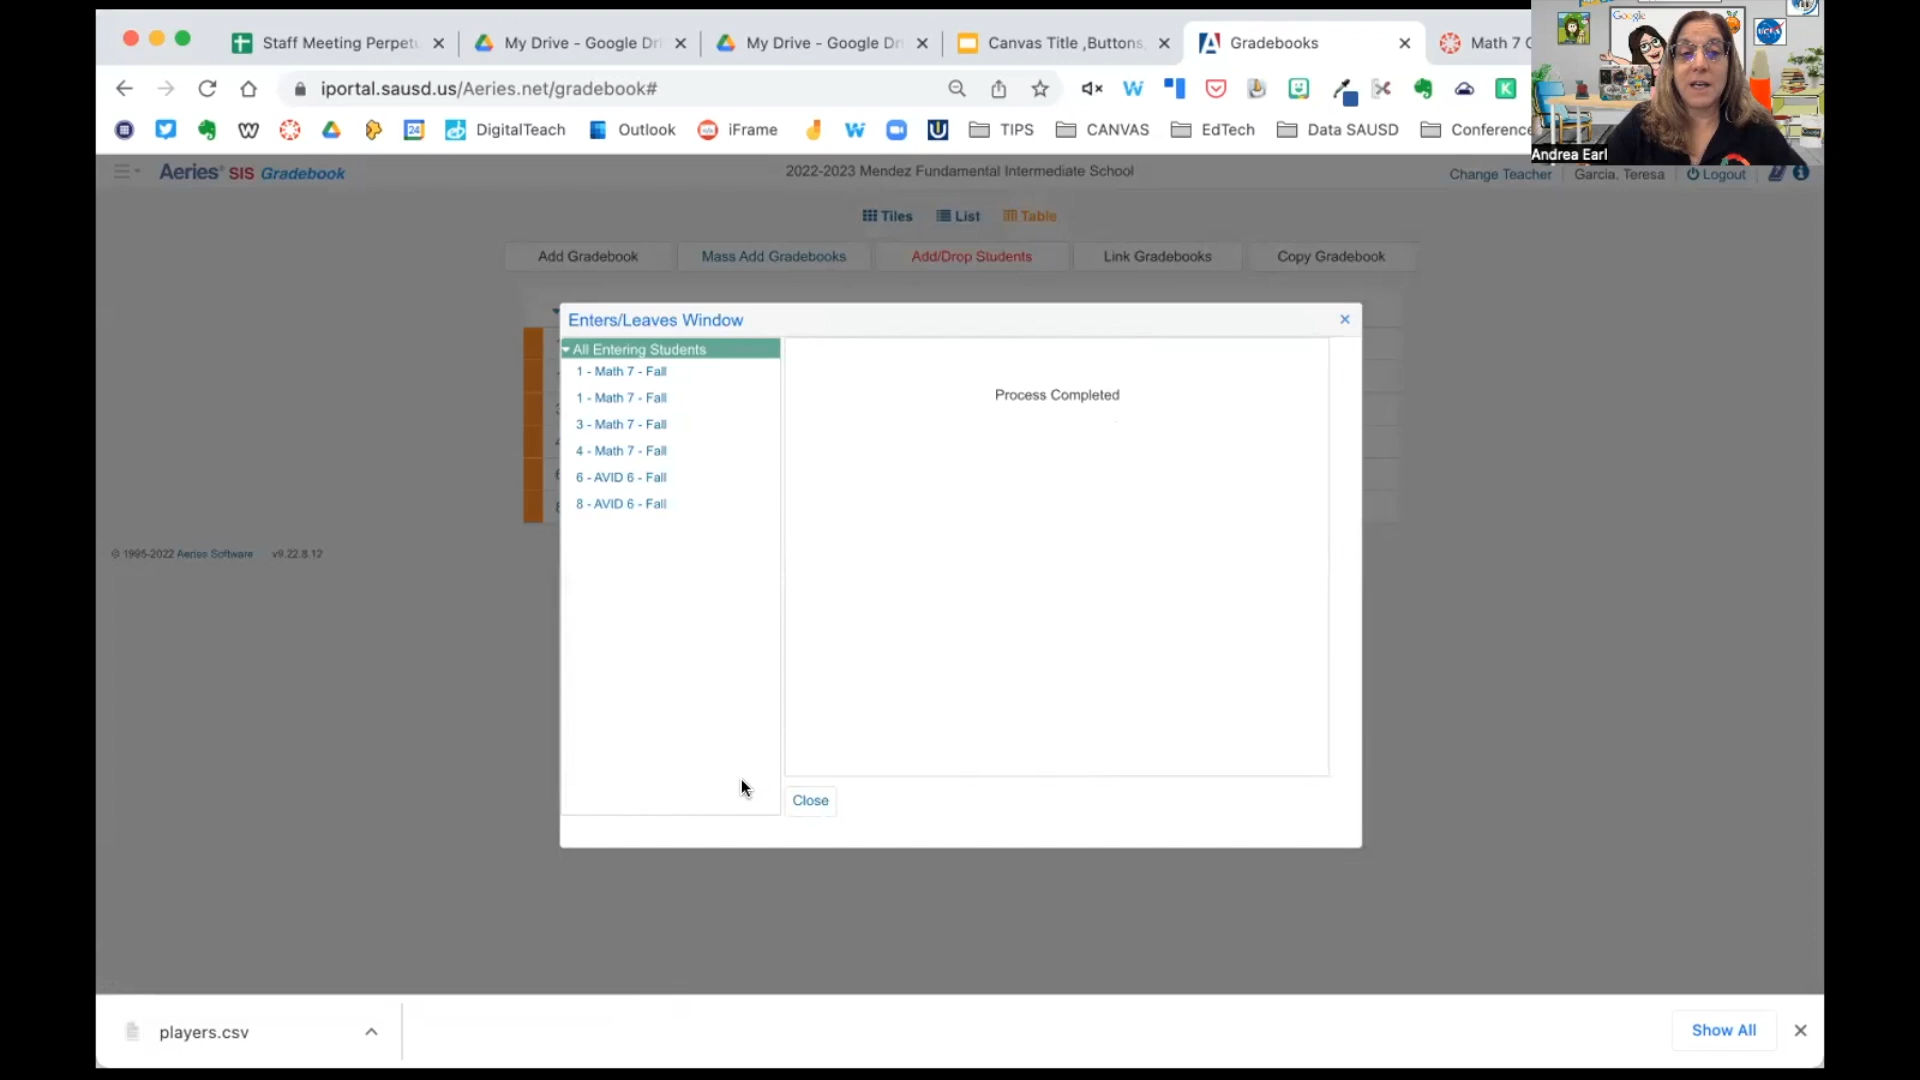 Staff Meeting Perpetu
My Drive - Google Dri
My Drive - Google Dri
Canvas Title ,Buttons,
Gradebooks
Math 7 G
Google
iportal.sausd.us/Aeries.net/gradebook#
DigitalTeach
Outlook
iFrame
TIPS
CANVAS
EdTech
Data SAUSD
Conference
Andrea Earl
Aeries® SIS Gradebook
2022-2023 Mendez Fundamental Intermediate School
Change Teacher
Garcia, Teresa
Logout
Tiles
List
Table
Add Gradebook
Mass Add Gradebooks
Add/Drop Students
Link Gradebooks
Copy Gradebook
Enters/Leaves Window
All Entering Students
1 - Math 7 - Fall
1 - Math 7 - Fall
3 - Math 7 - Fall
4 - Math 7 - Fall
6 - AVID 6 - Fall
8 - AVID 6 - Fall
Process Completed
Close
© 1995-2022 Aeries Software v9.22.8.12
players.csv
Show All